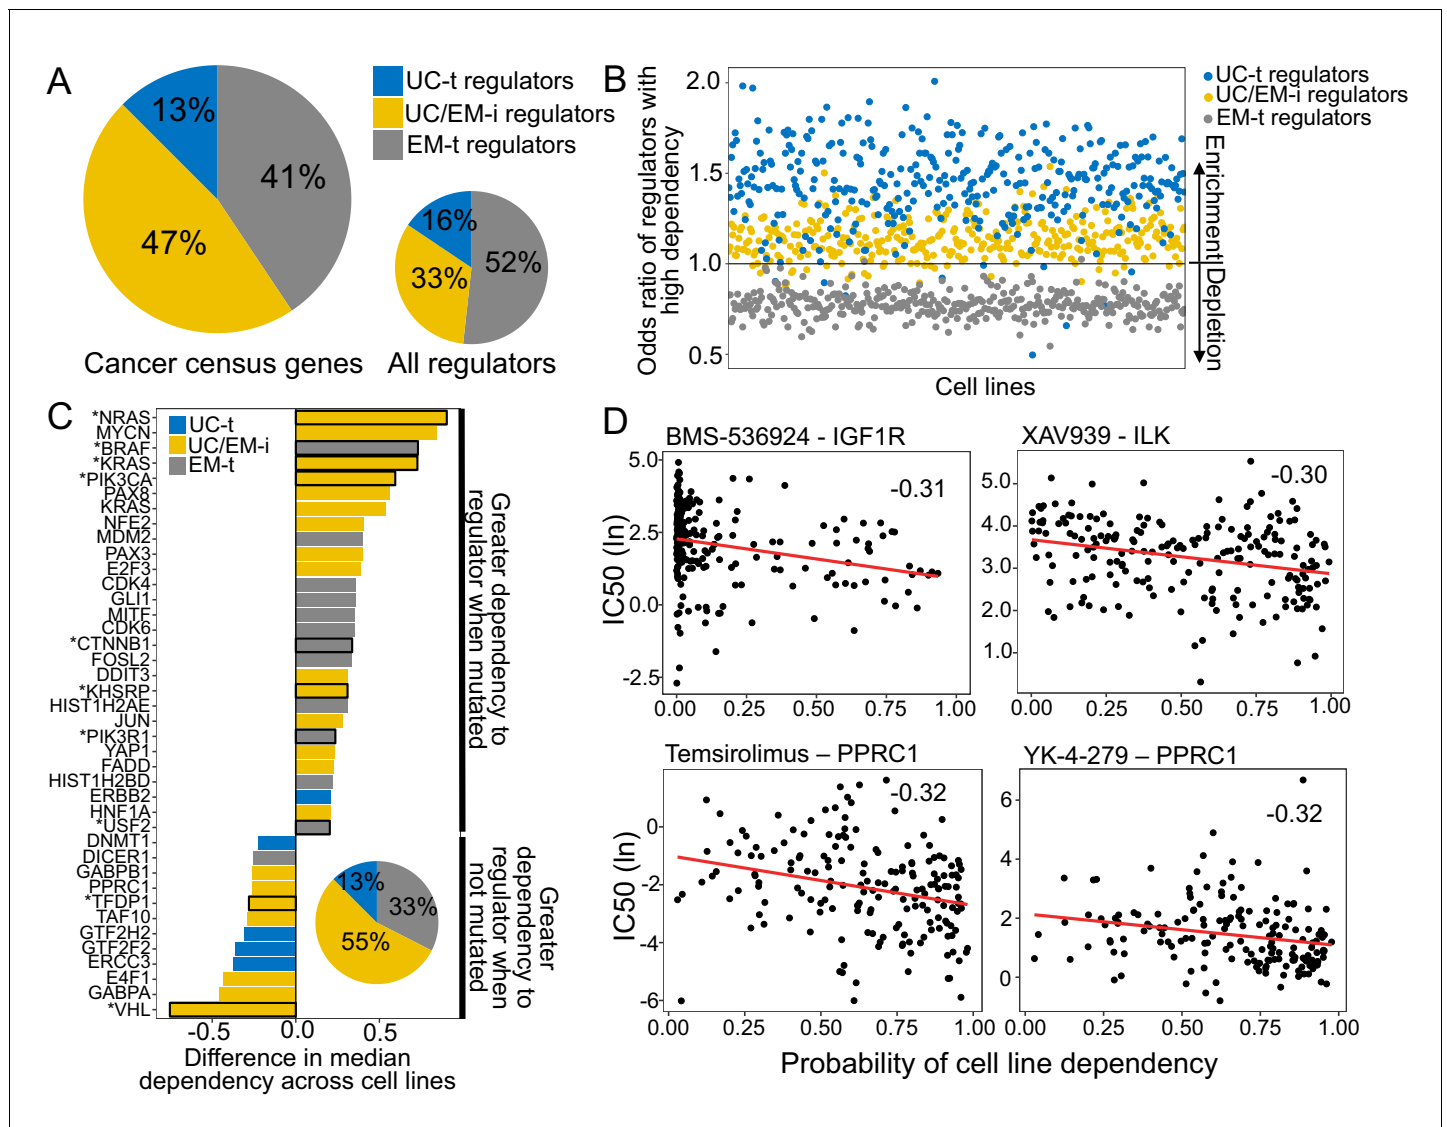 A
13%
41%
47%
Cancer census genes
UC-t regulators
UC/EM-i regulators
EM-t regulators
16%
33%
52%
All regulators
B
Odds ratio of regulators with
high dependency
2.0
1.5
1.0
0.5
Cell lines
UC-t regulators
UC/EM-i regulators
EM-t regulators
Enrichment
Depletion
C
*NRAS
MYCN
*BRAF
*KRAS
*PIK3CA
PAX8
KRAS
NFE2
MDM2
PAX3
E2F3
CDK4
GLI1
MITF
CDK6
*CTNNB1
FOSL2
DDIT3
*KHSRP
HIST1H2AE
JUN
*PIK3R1
YAP1
FADD
HIST1H2BD
ERBB2
HNF1A
*USF2
DNMT1
DICER1
GABPB1
PPRC1
*TFDP1
TAF10
GTF2H2
GTF2F2
ERCC3
E4F1
GABPA
*VHL
UC-t
UC/EM-i
EM-t
Greater dependency to
regulator when mutated
Greater
dependency to
regulator when
not mutated
13%
33%
55%
-0.5
0.0
0.5
Difference in median
dependency across cell lines
D
BMS-536924 - IGF1R
-0.31
5.0
2.5
0.0
-2.5
IC50 (ln)
0.00
0.25
0.50
0.75
1.00
XAV939 - ILK
-0.30
5.0
4.0
3.0
2.0
1.0
0.00
0.25
0.50
0.75
1.00
Temsirolimus – PPRC1
-0.32
0
-2
-4
-6
IC50 (ln)
0.00
0.25
0.50
0.75
1.00
YK-4-279 – PPRC1
-0.32
6
4
2
0
0.00
0.25
0.50
0.75
1.00
Probability of cell line dependency